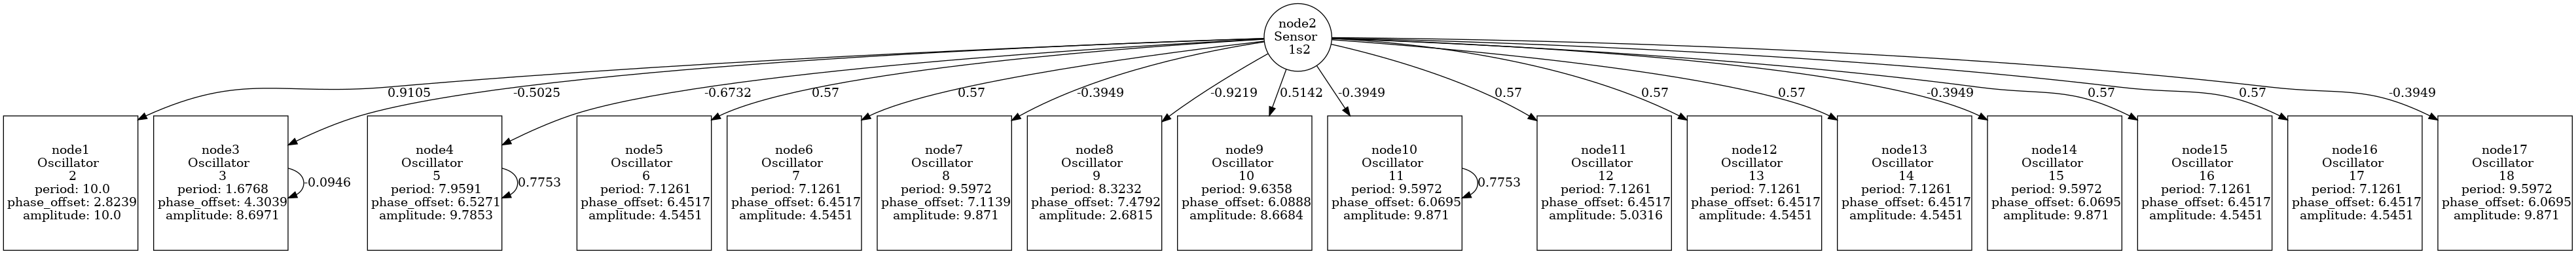 node2
Sensor
1s2
0.9105
-0.5025
-0.6732
0.57
0.57
-0.3949
-0.9219
0.5142
-0.3949
0.57
0.57
0.57
-0.3949
0.57
0.57
-0.3949
node1
Oscillator
2
period: 10.0
phase_offset: 2.8239
amplitude: 10.0
node3
Oscillator
3
period: 1.6768
phase_offset: 4.3039
amplitude: 8.6971
-0.0946
node4
Oscillator
5
period: 7.9591
phase_offset: 6.5271
amplitude: 9.7853
0.7753
node5
Oscillator
6
period: 7.1261
phase_offset: 6.4517
amplitude: 4.5451
node6
Oscillator
7
period: 7.1261
phase_offset: 6.4517
amplitude: 4.5451
node7
Oscillator
8
period: 9.5972
phase_offset: 7.1139
amplitude: 9.871
node8
Oscillator
9
period: 8.3232
phase_offset: 7.4792
amplitude: 2.6815
node9
Oscillator
10
period: 9.6358
phase_offset: 6.0888
amplitude: 8.6684
node10
Oscillator
11
period: 9.5972
phase_offset: 6.0695
amplitude: 9.871
0.7753
node11
Oscillator
12
period: 7.1261
phase_offset: 6.4517
amplitude: 5.0316
node12
Oscillator
13
period: 7.1261
phase_offset: 6.4517
amplitude: 4.5451
node13
Oscillator
14
period: 7.1261
phase_offset: 6.4517
amplitude: 4.5451
node14
Oscillator
15
period: 9.5972
phase_offset: 6.0695
amplitude: 9.871
node15
Oscillator
16
period: 7.1261
phase_offset: 6.4517
amplitude: 4.5451
node16
Oscillator
17
period: 7.1261
phase_offset: 6.4517
amplitude: 4.5451
node17
Oscillator
18
period: 9.5972
phase_offset: 6.0695
amplitude: 9.871